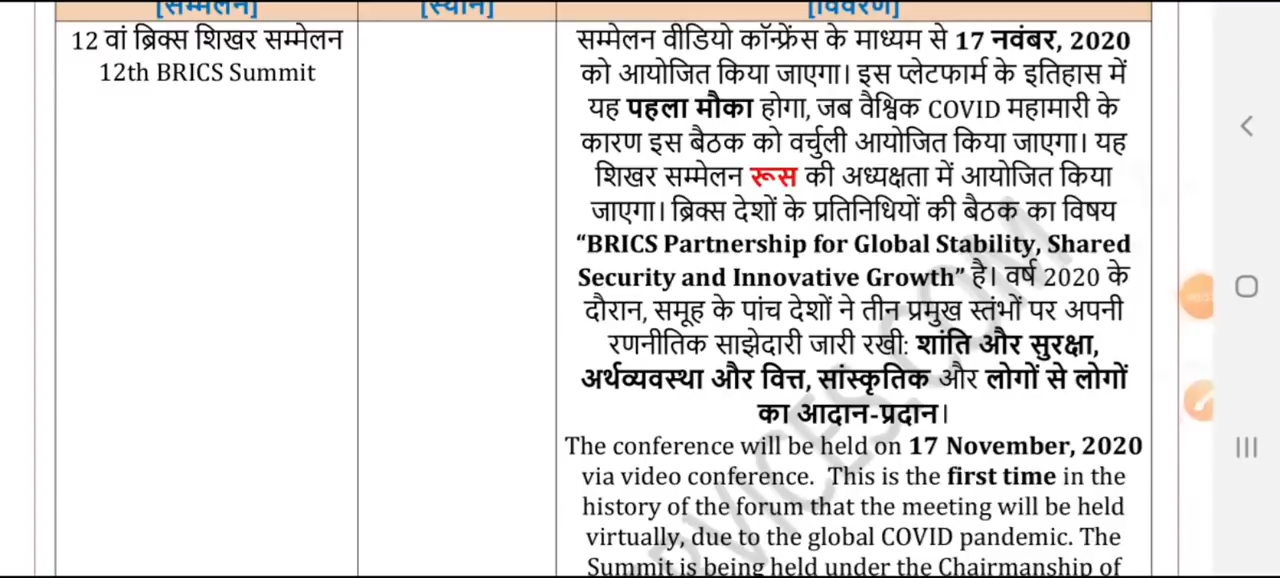 [सम्मेलन]
[स्थान]
[विवरण]
12 वां ब्रिक्स शिखर सम्मेलन
12th BRICS Summit
सम्मेलन वीडियो कॉन्फ्रेंस के माध्यम से 17 नवंबर, 2020
को आयोजित किया जाएगा। इस प्लेटफार्म के इतिहास में
यह पहला मौका होगा, जब वैश्विक COVID महामारी के
कारण इस बैठक को वर्चुली आयोजित किया जाएगा। यह
शिखर सम्मेलन रूस की अध्यक्षता में आयोजित किया
जाएगा। ब्रिक्स देशों के प्रतिनिधियों की बैठक का विषय
“BRICS Partnership for Global Stability, Shared
Security and Innovative Growth” है। वर्ष 2020 के
दौरान, समूह के पांच देशों ने तीन प्रमुख स्तंभों पर अपनी
रणनीतिक साझेदारी जारी रखी: शांति और सुरक्षा,
अर्थव्यवस्था और वित्त, सांस्कृतिक और लोगों से लोगों
का आदान-प्रदान।
The conference will be held on 17 November, 2020
via video conference. This is the first time in the
history of the forum that the meeting will be held
virtually, due to the global COVID pandemic. The
Summit is being held under the Chairmanship of